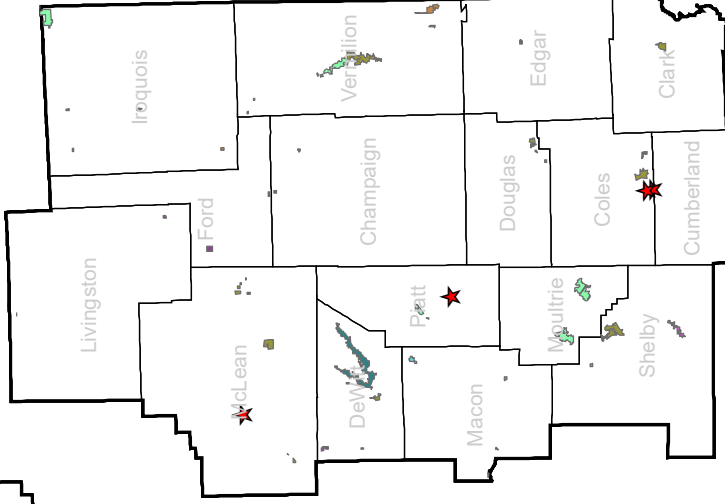 Iroquois
Vermilion
Edgar
Clark
Ford
Champaign
Douglas
Coles
Cumberland
Livingston
McLean
DeWitt
Piatt
Macon
Moultrie
Shelby